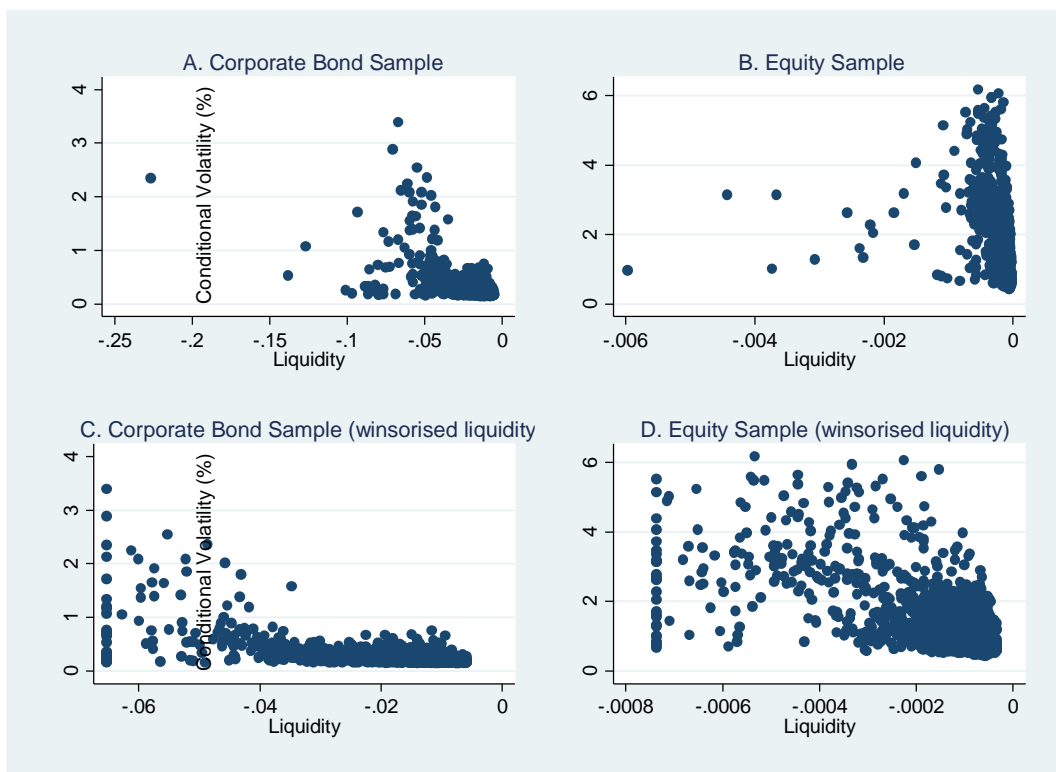 A. Corporate Bond Sample
Conditional Volatility (%)
4
3
2
1
0
-.25 -.2 -.15 -.1 -.05 0
Liquidity
B. Equity Sample
6
4
2
0
-.006 -.004 -.002 0
Liquidity
C. Corporate Bond Sample (winsorised liquidity
Conditional Volatility (%)
4
3
2
1
0
-.06 -.04 -.02 0
Liquidity
D. Equity Sample (winsorised liquidity)
6
4
2
0
-.0008 -.0006 -.0004 -.0002 0
Liquidity